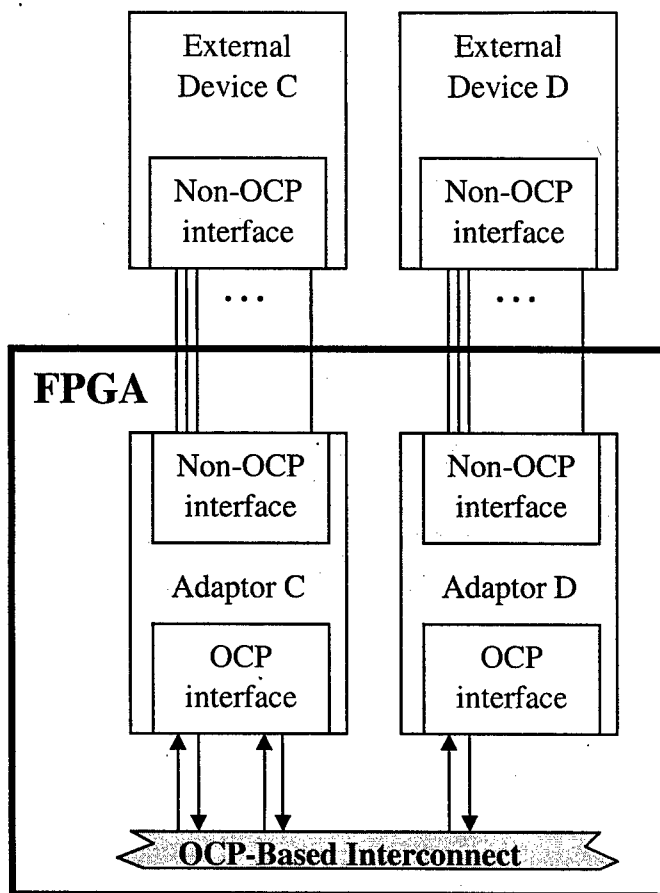 External
Device C
External
Device D
Non-OCP
interface
Non-OCP
interface
...
...
FPGA
Non-OCP
interface
Non-OCP
interface
Adaptor C
Adaptor D
OCP
interface
OCP
interface
OCP-Based Interconnect